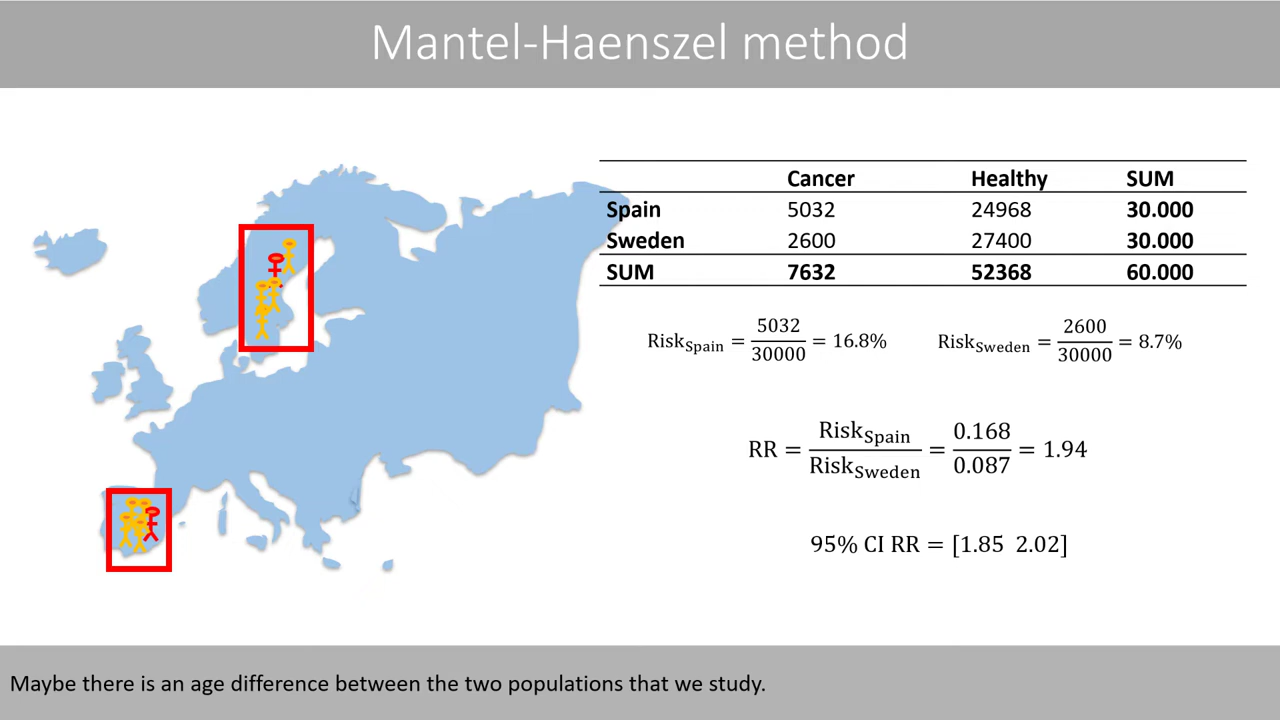 Mantel-Haenszel method
Cancer Healthy SUM
Spain 5032 24968 30.000
Sweden 2600 27400 30.000
SUM 7632 52368 60.000
Risk_Spain = 5032/30000 = 16.8% Risk_Sweden = 2600/30000 = 8.7%
RR = Risk_Spain/Risk_Sweden = 0.168/0.087 = 1.94
95% CI RR = [1.85 2.02]
Maybe there is an age difference between the two populations that we study.